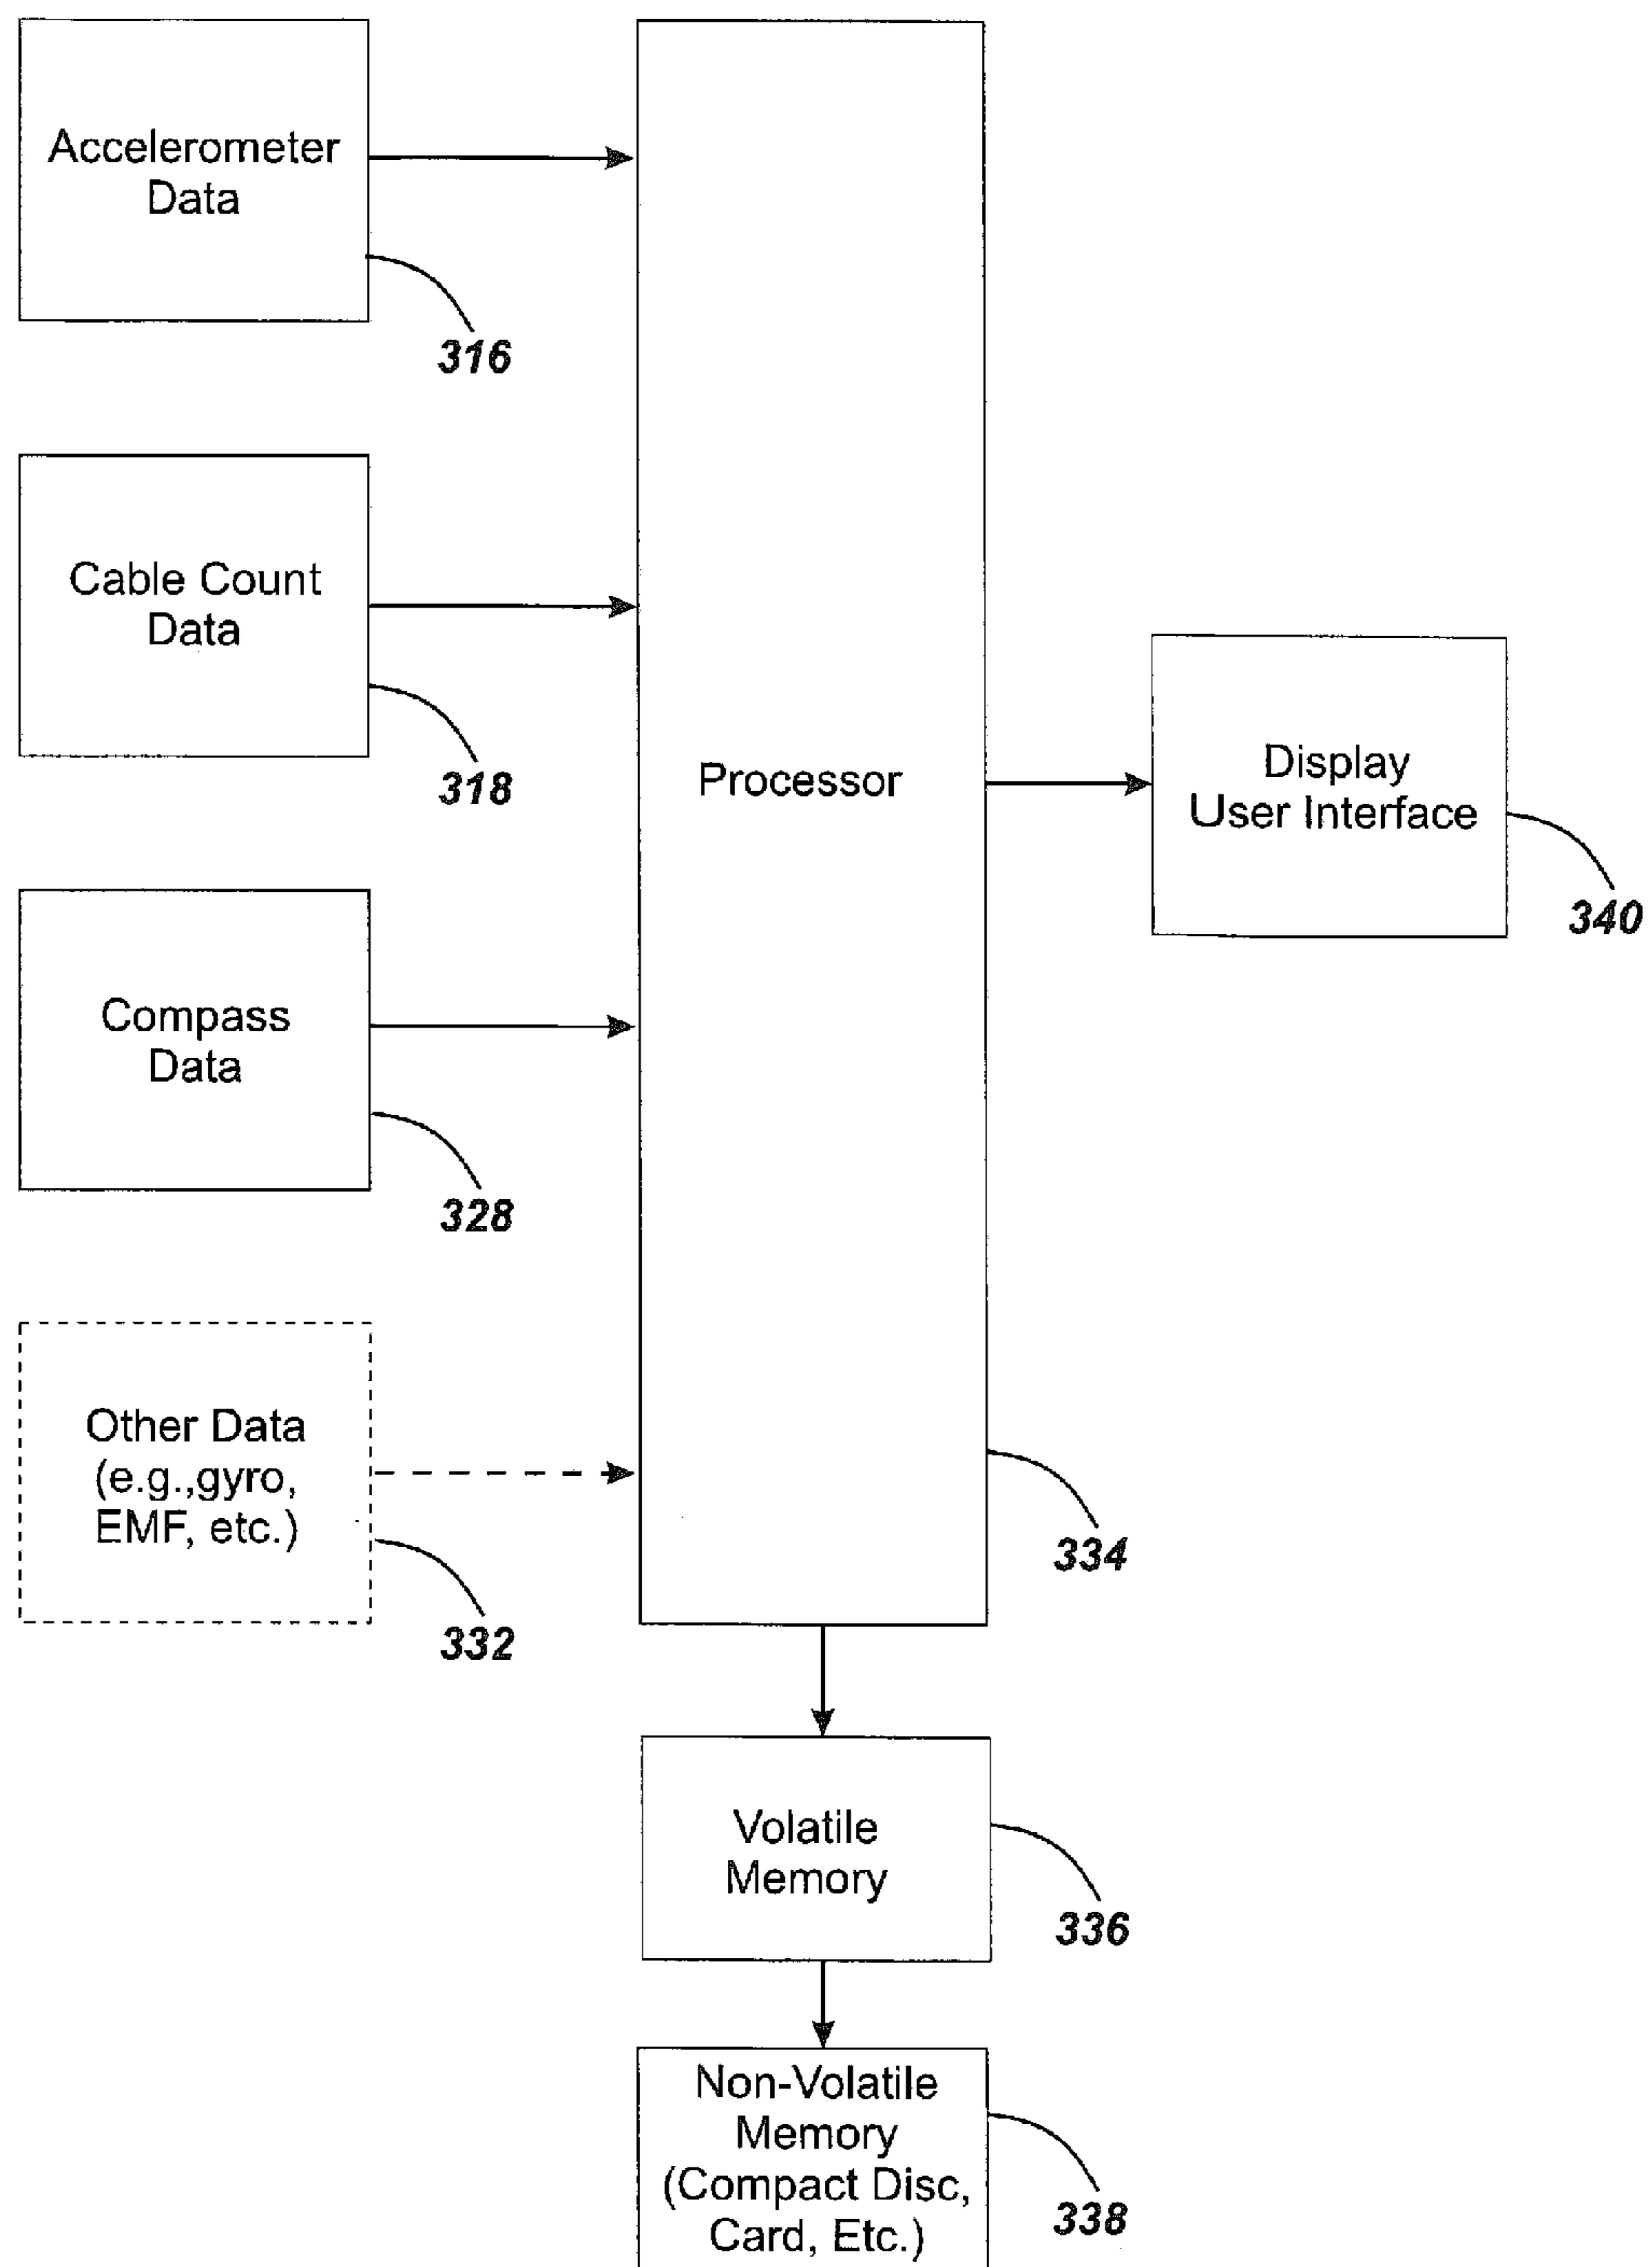 Accelerometer
Data
316
Cable Count
Data
318
Processor
Display
User Interface
340
Compass
Data
328
Other Data
(e.g.,gyro,
EMF, etc.)
332
334
Volatile
Memory
336
Non-Volatile
Memory
(Compact Disc,
Card, Etc.)
338